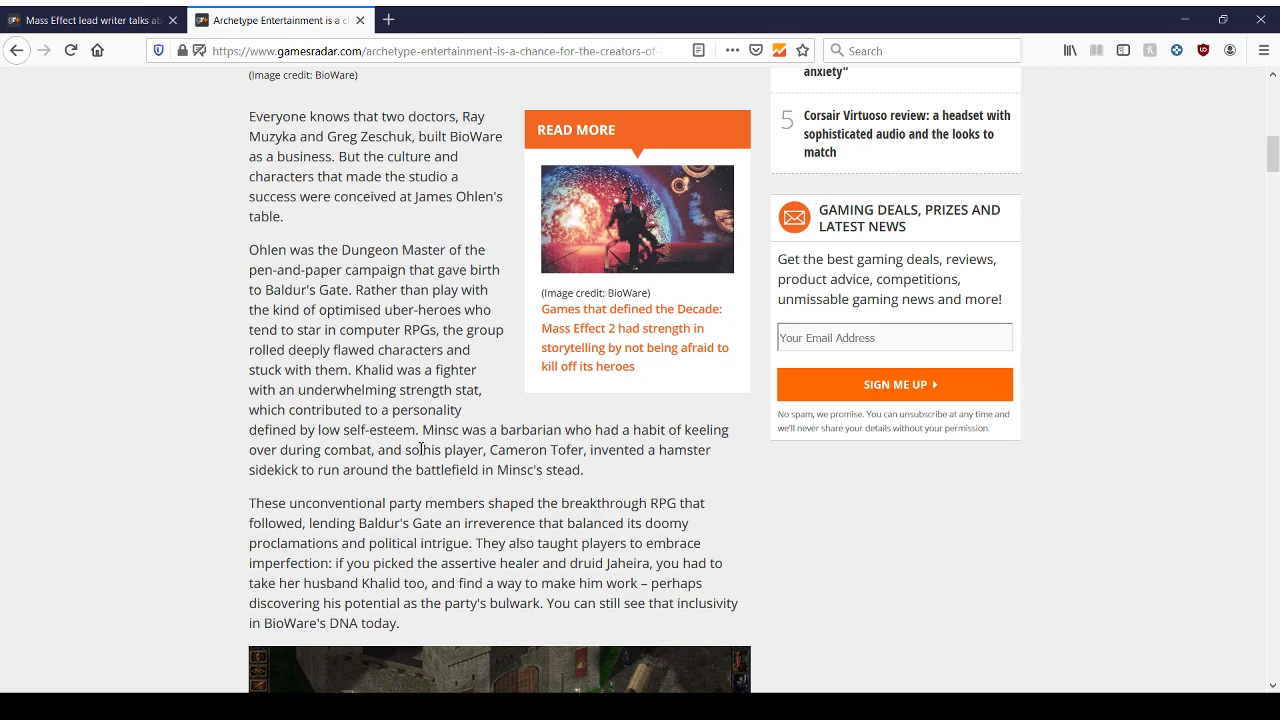 Mass Effect lead writer talks ab
Archetype Entertainment is a c
https://www.gamesradar.com/archetype-entertainment-is-a-chance-for-the-creators-of-
Search
(Image credit: BioWare)
Everyone knows that two doctors, Ray
Muzyka and Greg Zeschuk, built BioWare
as a business. But the culture and
characters that made the studio a
success were conceived at James Ohlen's
table.
Ohlen was the Dungeon Master of the
pen-and-paper campaign that gave birth
to Baldur's Gate. Rather than play with
the kind of optimised uber-heroes who
tend to star in computer RPGs, the group
rolled deeply flawed characters and
stuck with them. Khalid was a fighter
with an underwhelming strength stat,
which contributed to a personality
defined by low self-esteem. Minsc was a barbarian who had a habit of keeling
over during combat, and so his player, Cameron Tofer, invented a hamster
sidekick to run around the battlefield in Minsc's stead.
These unconventional party members shaped the breakthrough RPG that
followed, lending Baldur's Gate an irreverence that balanced its doomy
proclamations and political intrigue. They also taught players to embrace
imperfection: if you picked the assertive healer and druid Jaheira, you had to
take her husband Khalid too, and find a way to make him work – perhaps
discovering his potential as the party's bulwark. You can still see that inclusivity
in BioWare's DNA today.
READ MORE
(Image credit: BioWare)
Games that defined the Decade:
Mass Effect 2 had strength in
storytelling by not being afraid to
kill off its heroes
anxiety"
5
Corsair Virtuoso review: a headset with
sophisticated audio and the looks to
match
GAMING DEALS, PRIZES AND
LATEST NEWS
Get the best gaming deals, reviews,
product advice, competitions,
unmissable gaming news and more!
Your Email Address
SIGN ME UP
No spam, we promise. You can unsubscribe at any time and
we'll never share your details without your permission.